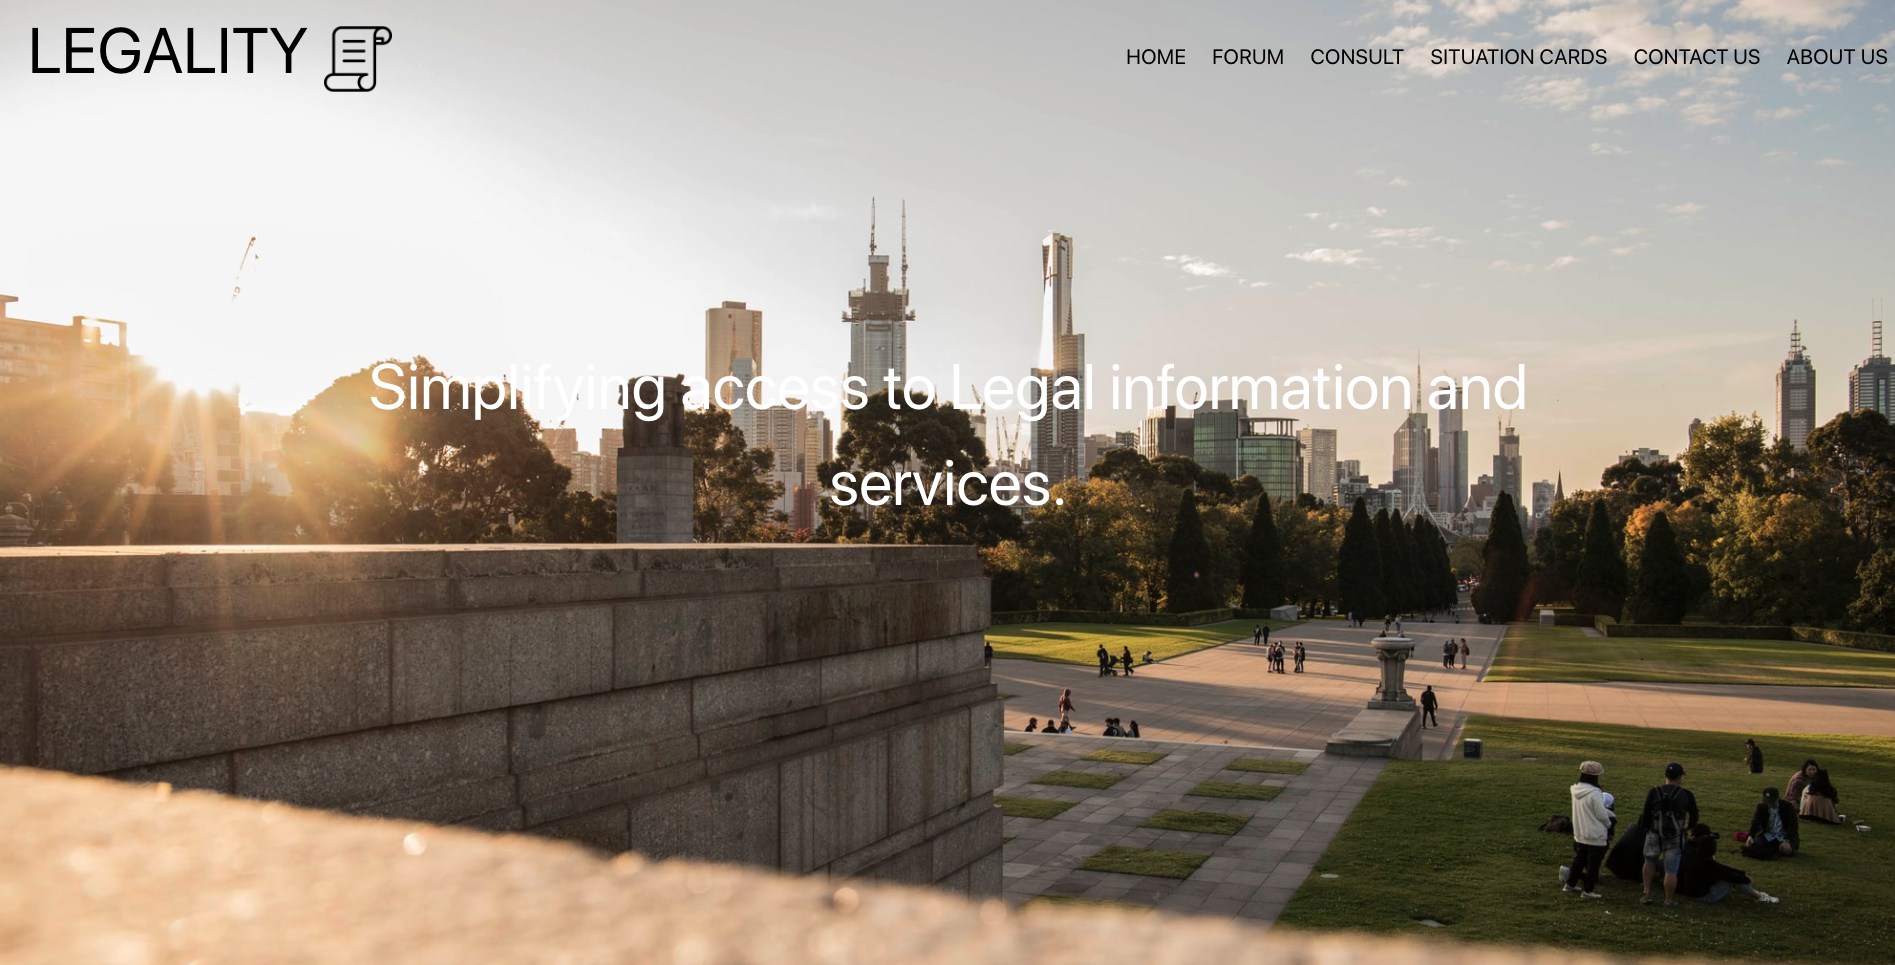 LEGALITY
HOME FORUM CONSULT SITUATION CARDS CONTACT US ABOUT US
Simplifying access to Legal information and
services.